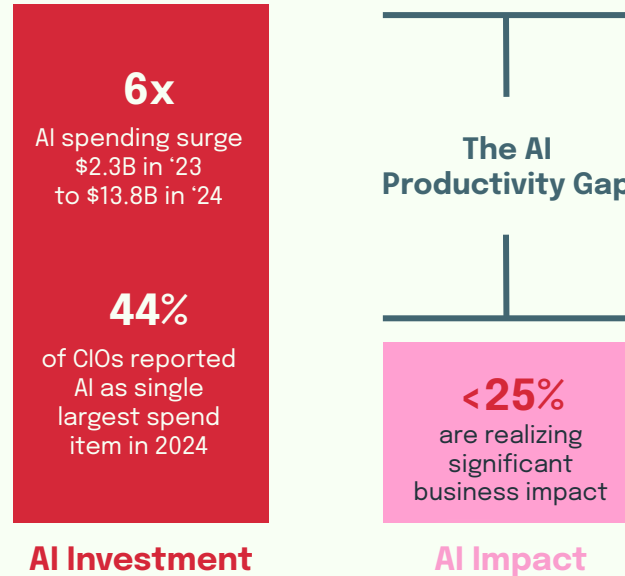 6x
AI spending surge
$2.3B in ‘23
to $13.8B in ‘24
44%
of CIOs reported
AI as single
largest spend
item in 2024
AI Investment
The AI
Productivity Gap
<25%
are realizing
significant
business impact
AI Impact